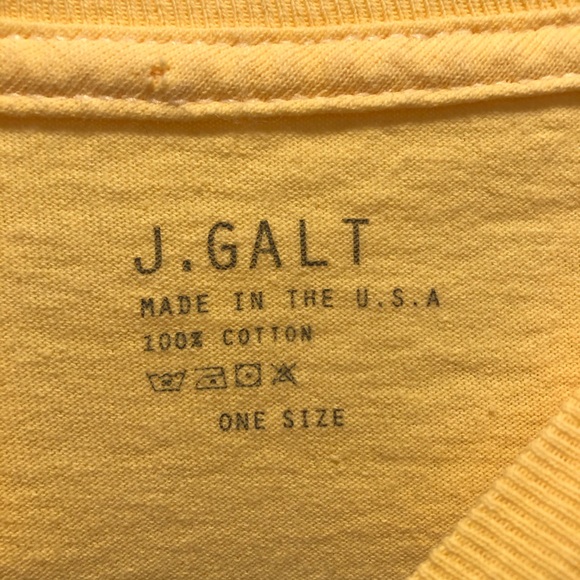 J.GALT
MADE IN THE U.S.A
100% COTTON
ONE SIZE